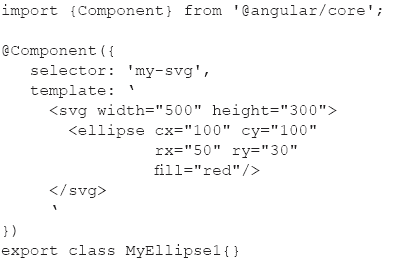 import {Component} from '@angular/core';
@Component({
selector: 'my-svg',
template: ‘
<svg width="500" height="300">
<ellipse cx="100" cy="100"
rx="50" ry="30"
fill="red"/>
</svg>
‘
})
export class MyEllipse1{}